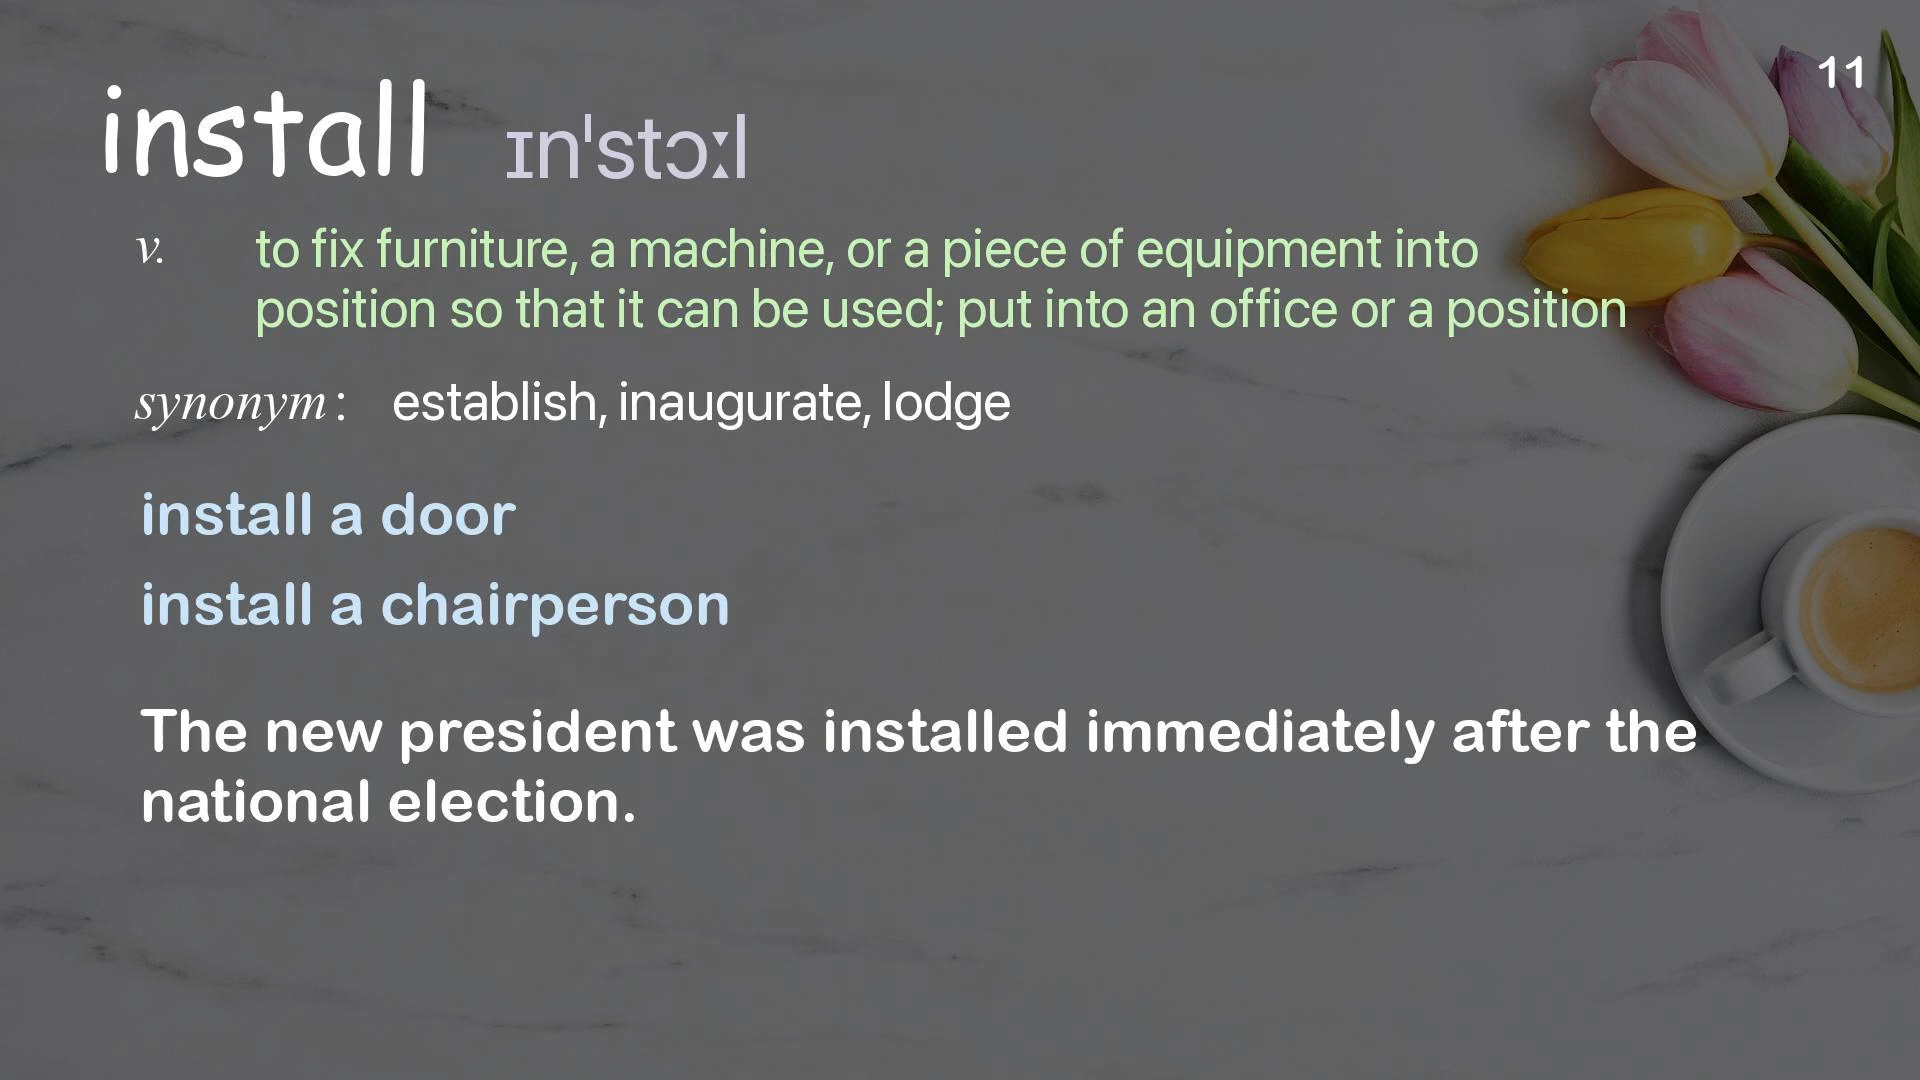 11
install ɪnˈstɔːl
v. to fix furniture, a machine, or a piece of equipment into
position so that it can be used; put into an office or a position
synonym : establish, inaugurate, lodge
install a door
install a chairperson
The new president was installed immediately after the
national election.